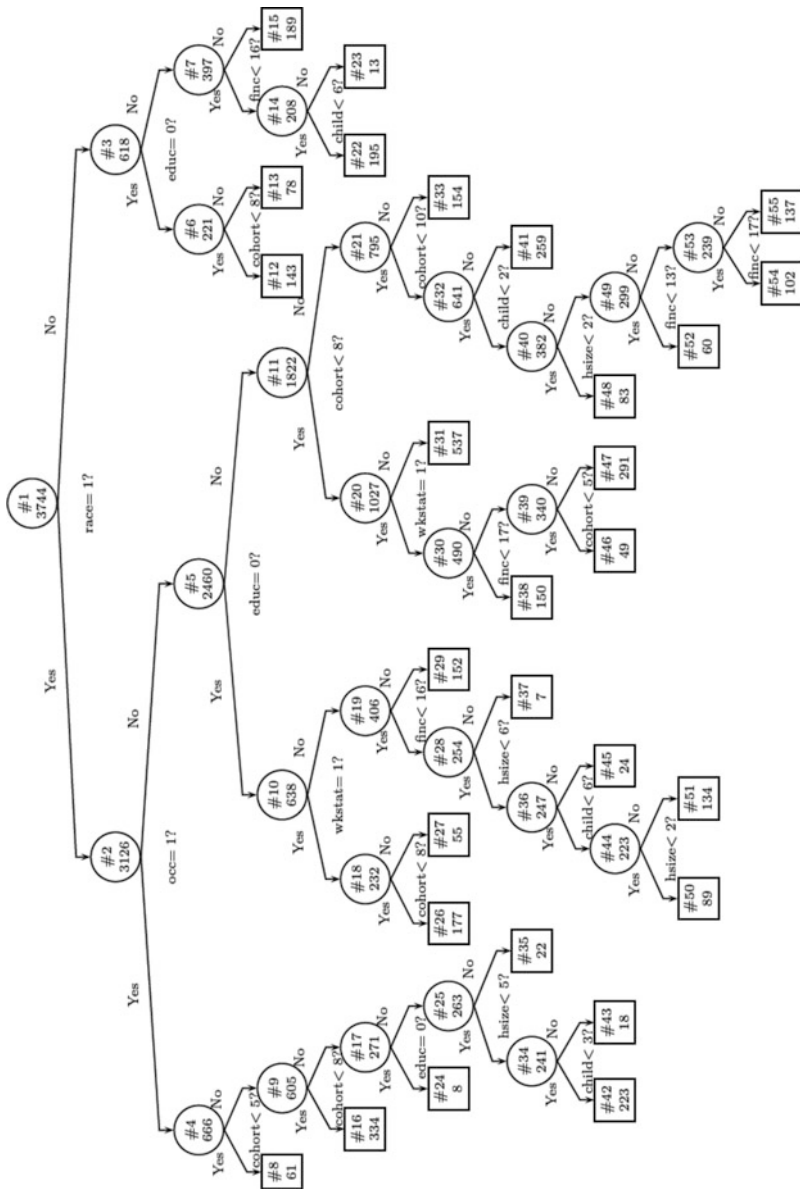 #1
3744
race= 1?
Yes
No
#2
3126
occ= 1?
Yes
No
#3
618
educ= 0?
Yes
No
#4
666
cohort< 5?
Yes
No
#5
2460
educ= 0?
Yes
No
#6
221
cohort< 8?
Yes
No
#7
397
finc< 16?
Yes
No
#8
61
#9
605
cohort< 8?
Yes
No
#10
638
wkstat= 1?
Yes
No
#11
1822
cohort< 8?
Yes
No
#12
143
#13
78
#14
208
child< 6?
Yes
No
#15
189
#16
334
#17
271
educ= 0?
Yes
No
#18
232
cohort< 8?
Yes
No
#19
406
finc< 16?
Yes
No
#20
1027
wkstat= 1?
Yes
No
#21
795
cohort< 10?
Yes
No
#22
195
#23
13
#24
8
#25
263
hsize< 5?
Yes
No
#26
177
#27
55
#28
254
hsize< 6?
Yes
No
#29
152
#30
490
finc< 17?
Yes
No
#31
537
#32
641
child< 2?
Yes
No
#33
154
#34
241
child< 3?
Yes
No
#35
22
#36
247
child< 6?
Yes
No
#37
7
#38
150
#39
340
cohort< 5?
Yes
No
#40
382
hsize< 2?
Yes
No
#41
259
#42
223
#43
18
#44
223
hsize< 2?
Yes
No
#45
24
#46
49
#47
291
#48
83
#49
299
finc< 13?
Yes
No
#50
89
#51
134
#52
60
#53
239
finc< 17?
Yes
No
#54
102
#55
137